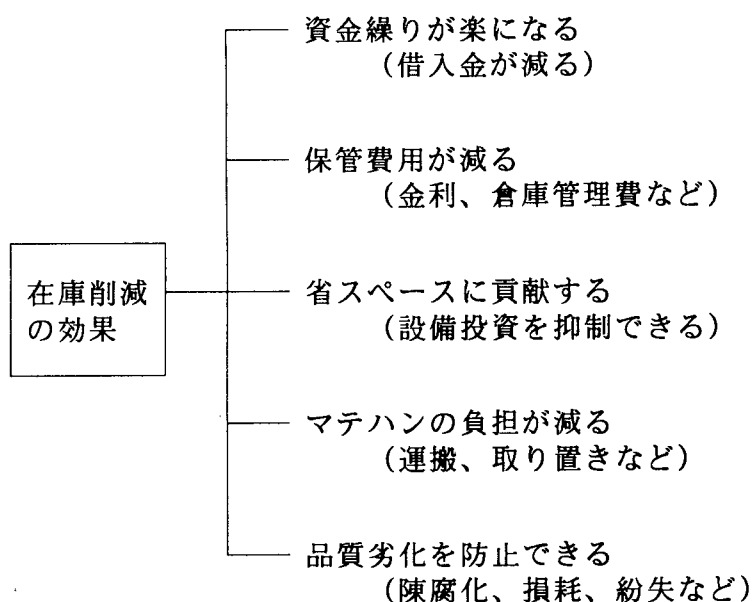 資金繰りが楽になる
（借入金が減る）
保管費用が減る
（金利、倉庫管理費など）
在庫削減
の効果
省スペースに貢献する
（設備投資を抑制できる）
マテハンの負担が減る
（運搬、取り置きなど）
品質劣化を防止できる
（陳腐化、損耗、紛失など）